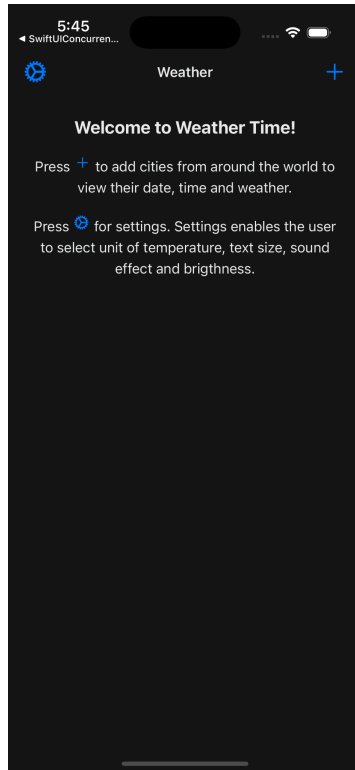 5:45
◀ SwiftUIConcurren...
Weather
Welcome to Weather Time!
Press + to add cities from around the world to
view their date, time and weather.
Press for settings. Settings enables the user
to select unit of temperature, text size, sound
effect and brigthness.